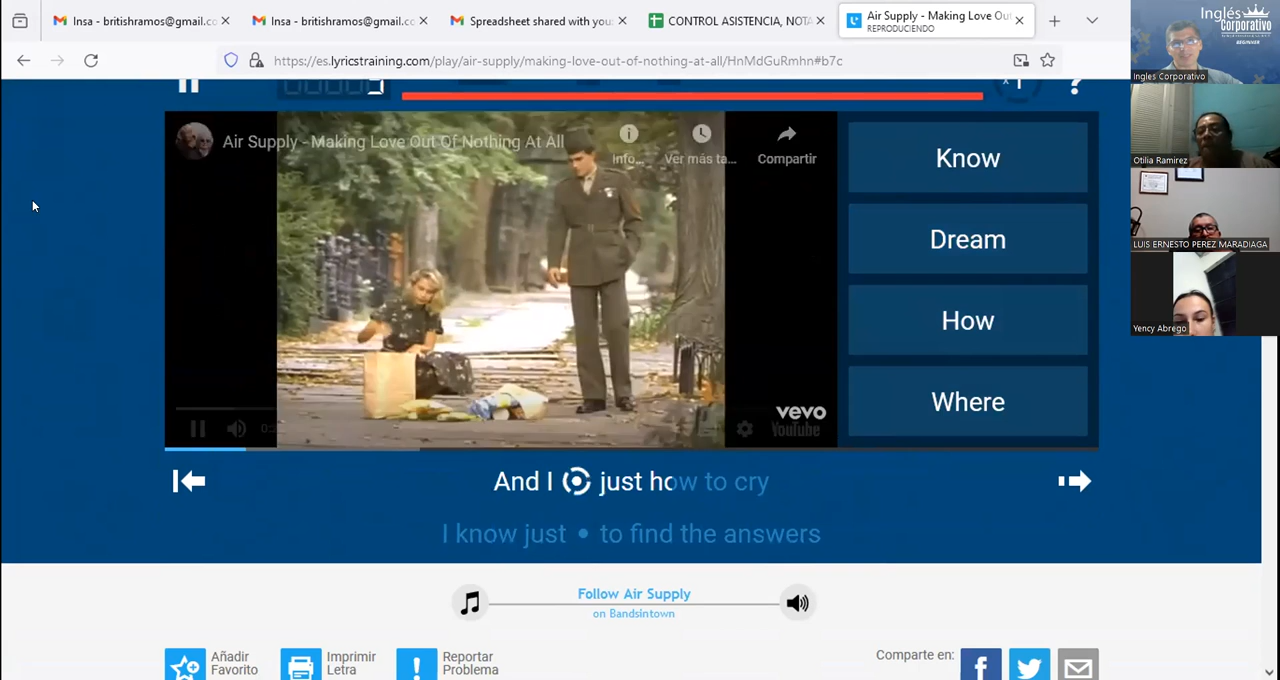 Insa - britishramos@gmail.co
Insa - britishramos@gmail.co
Spreadsheet shared with you:
CONTROL ASISTENCIA, NOTA
Air Supply - Making Love Out
REPRODUCIENDO
https://es.lyricstraining.com/play/air-supply/making-love-out-of-nothing-at-all/HnMdGuRmhn#b7c
x1
?
Air Supply - Making Love Out Of Nothing At All
Info...
Ver más ta...
Compartir
vevo
YouTube
Know
Dream
How
Where
And I just how to cry
I know just • to find the answers
Follow Air Supply
on Bandsintown
Añadir
Favorito
Imprimir
Letra
Reportar
Problema
Comparte en:
Inglés
Corporativo
BEGINNER
Ingles Corporativo
Otilia Ramirez
LUIS ERNESTO PEREZ MARADIAGA
Yency Abrego